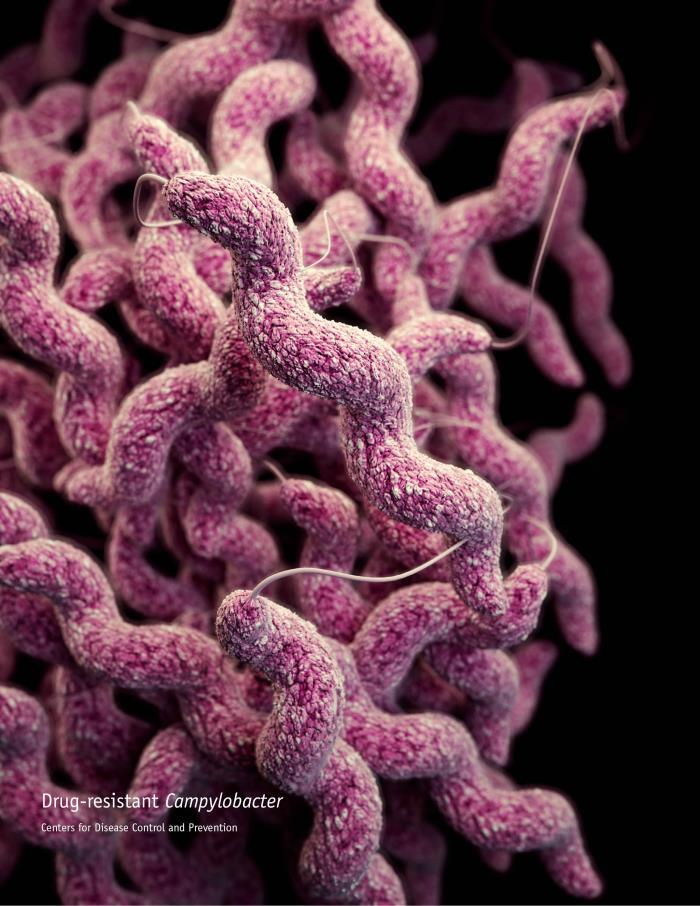 Drug-resistant Campylobacter
Centers for Disease Control and Prevention